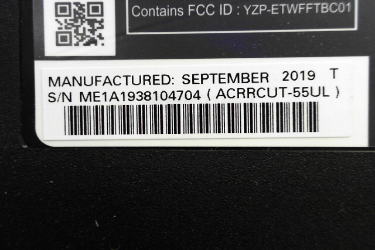 Contains FCC ID : YZP-ETWFFTBC01
MANUFACTURED: SEPTEMBER 2019 T
S/N ME1A1938104704 ( ACRRCUT-55UL )